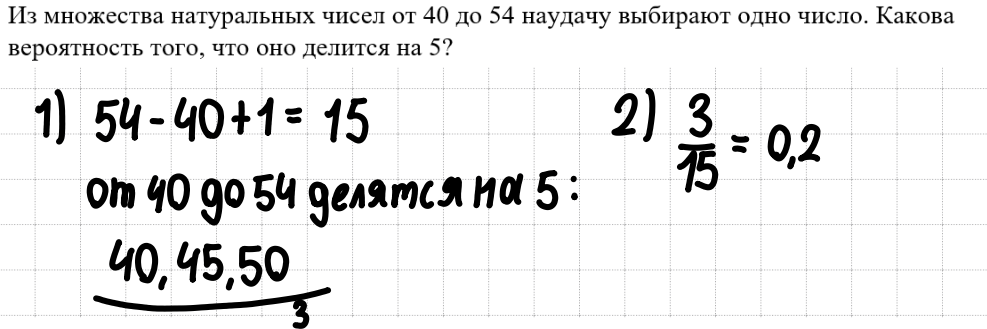 Из множества натуральных чисел от 40 до 54 наудачу выбирают одно число. Какова
вероятность того, что оно делится на 5?
1) 54-40+1= 15
от 40 до 54 делятся на 5:
40, 45, 50
3
2) 3/15 = 0,2